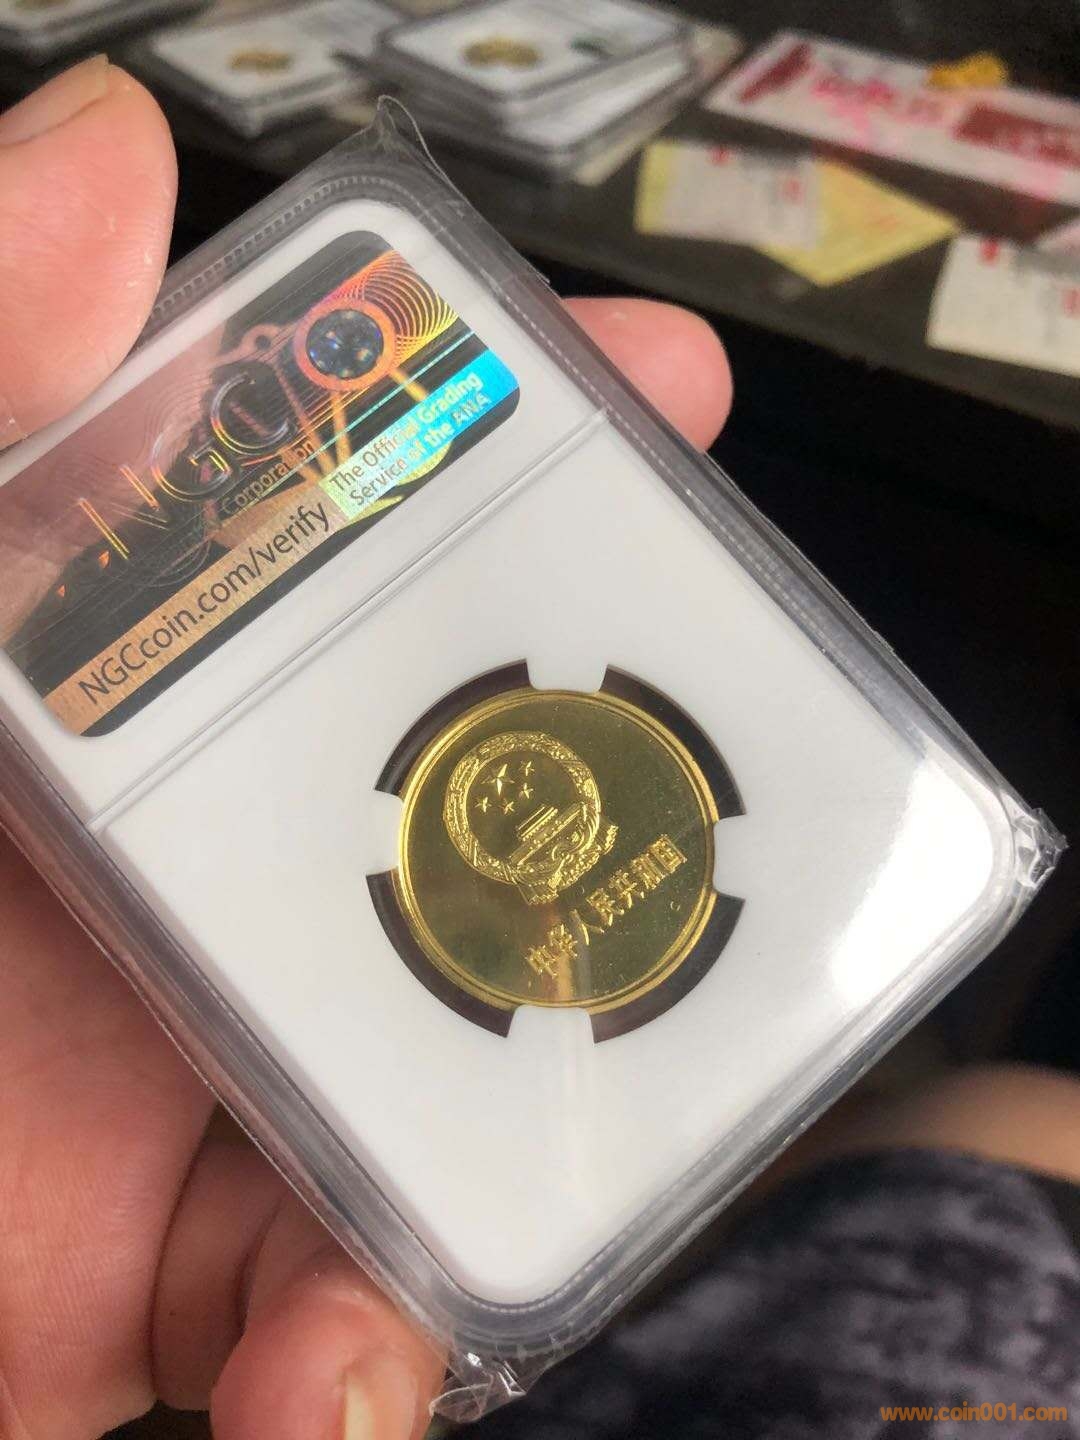 NGC
Corporation
The Official Grading
Service of the ANA
NGCcoin.com/verify
中华人民共和国
www.coin001.com